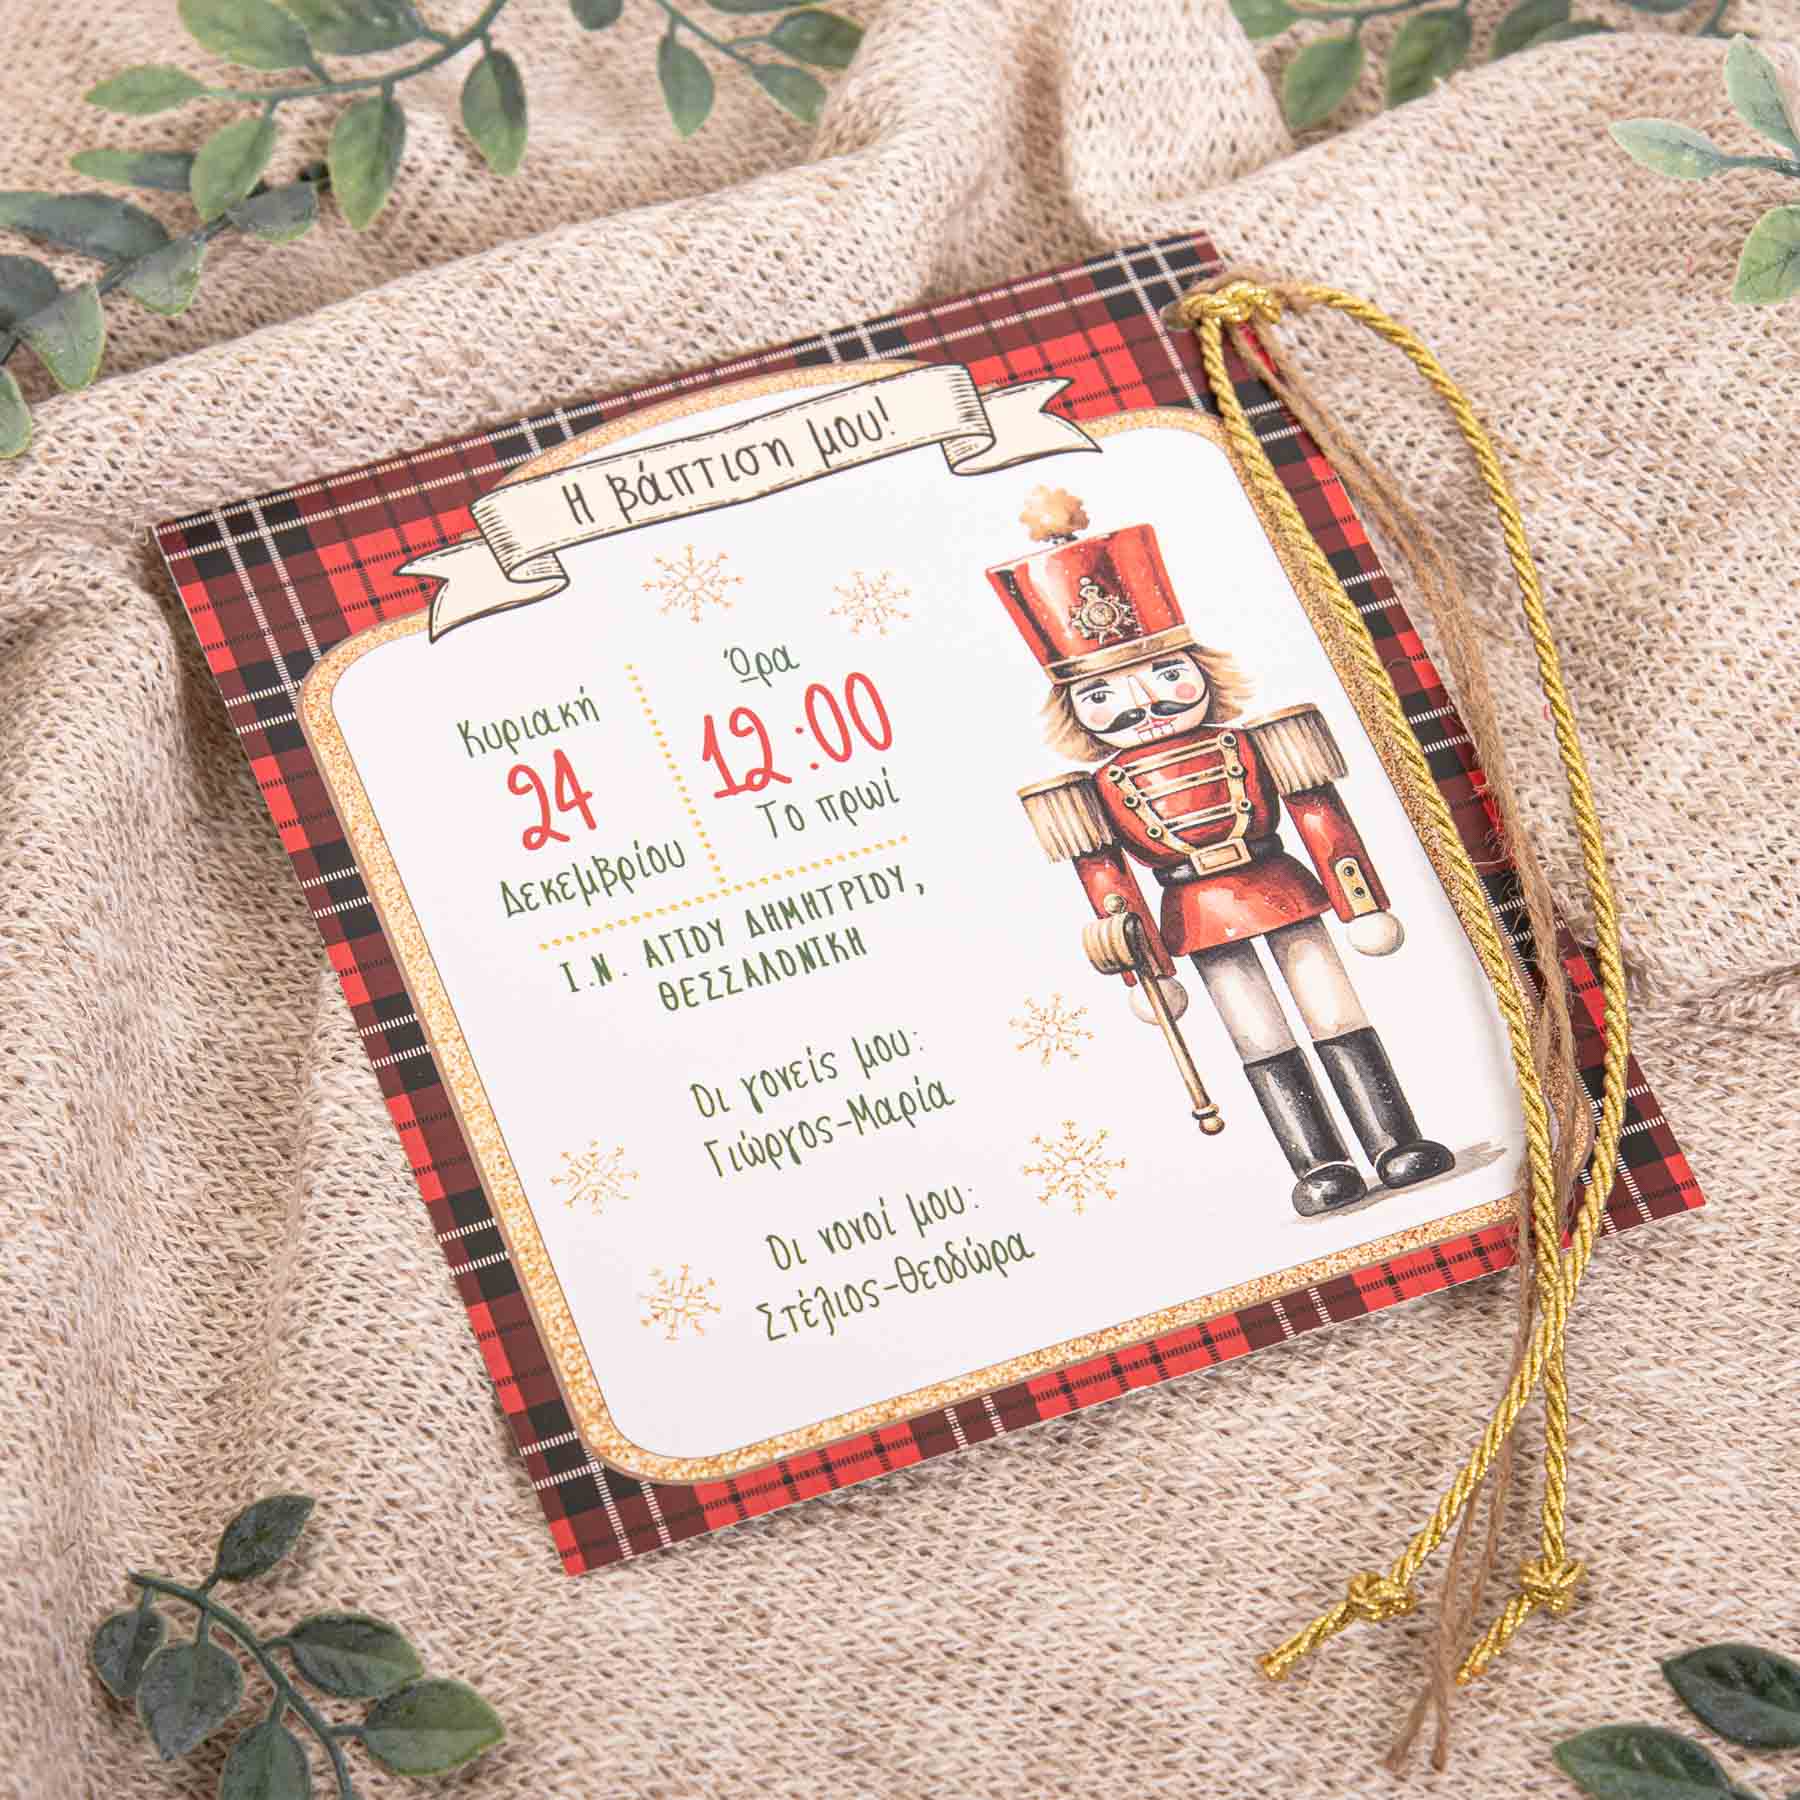 Η βάπτιση μου!
Κυριακή
24
Δεκεμβρίου
Ώρα
12:00
Το πρωί
Ι.Ν. ΑΓΙΟΥ ΔΗΜΗΤΡΙΟΥ,
ΘΕΣΣΑΛΟΝΙΚΗ
Οι γονείς μου:
Γιώργος-Μαρία
Οι νονοί μου:
Στέλιος-Θεοδώρα